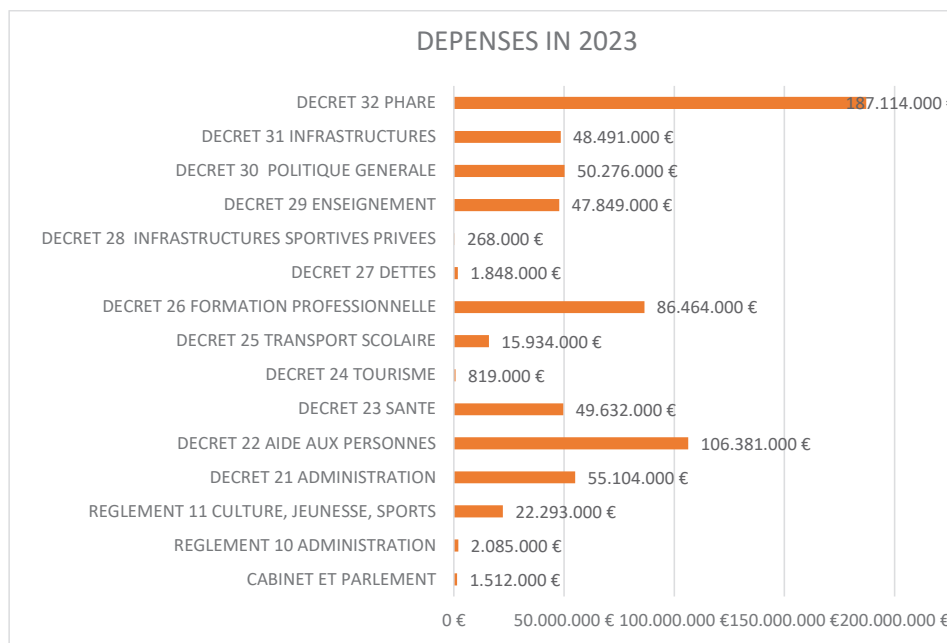 DEPENSES IN 2023
DECRET 32 PHARE 187.114.000 €
DECRET 31 INFRASTRUCTURES 48.491.000 €
DECRET 30 POLITIQUE GENERALE 50.276.000 €
DECRET 29 ENSEIGNEMENT 47.849.000 €
DECRET 28 INFRASTRUCTURES SPORTIVES PRIVEES 268.000 €
DECRET 27 DETTES 1.848.000 €
DECRET 26 FORMATION PROFESSIONNELLE 86.464.000 €
DECRET 25 TRANSPORT SCOLAIRE 15.934.000 €
DECRET 24 TOURISME 819.000 €
DECRET 23 SANTE 49.632.000 €
DECRET 22 AIDE AUX PERSONNES 106.381.000 €
DECRET 21 ADMINISTRATION 55.104.000 €
REGLEMENT 11 CULTURE, JEUNESSE, SPORTS 22.293.000 €
REGLEMENT 10 ADMINISTRATION 2.085.000 €
CABINET ET PARLEMENT 1.512.000 €
0 € 50.000.000 € 100.000.000 € 150.000.000 € 200.000.000 €